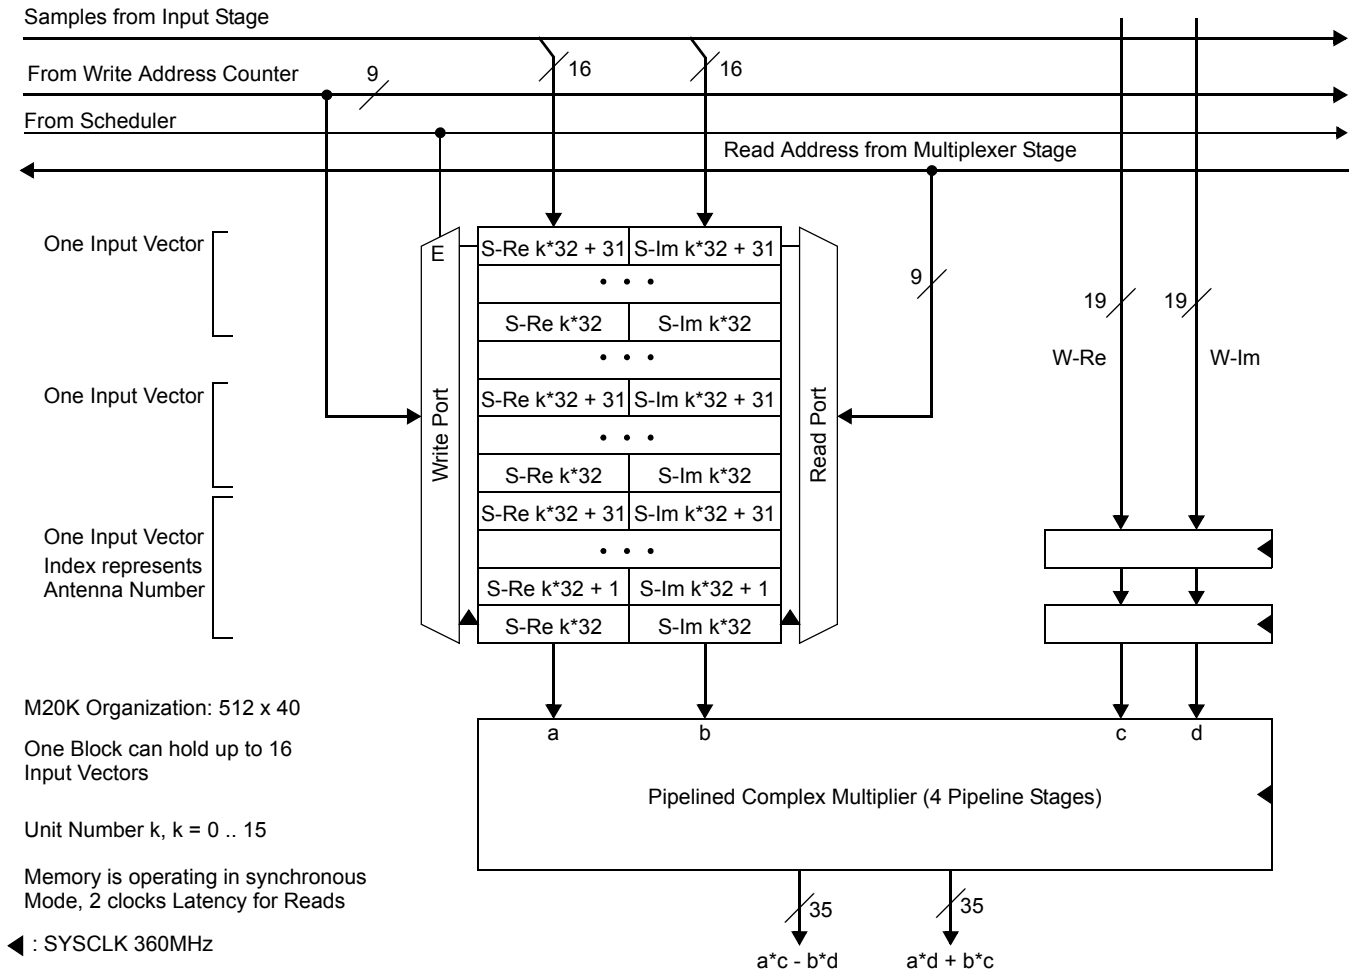 Samples from Input Stage
16
16
From Write Address Counter
9
From Scheduler
Read Address from Multiplexer Stage
One Input Vector
E
S-Re k*32 + 31
S-Im k*32 + 31
• • •
9
19
19
S-Re k*32
S-Im k*32
W-Re
W-Im
• • •
One Input Vector
S-Re k*32 + 31
S-Im k*32 + 31
Write Port
Read Port
• • •
S-Re k*32
S-Im k*32
S-Re k*32 + 31
S-Im k*32 + 31
One Input Vector
Index represents
Antenna Number
• • •
S-Re k*32 + 1
S-Im k*32 + 1
S-Re k*32
S-Im k*32
M20K Organization: 512 x 40
One Block can hold up to 16
Input Vectors
a
b
c
d
Pipelined Complex Multiplier (4 Pipeline Stages)
Unit Number k, k = 0 .. 15
Memory is operating in synchronous
Mode, 2 clocks Latency for Reads
35
35
: SYSCLK 360MHz
a*c - b*d
a*d + b*c